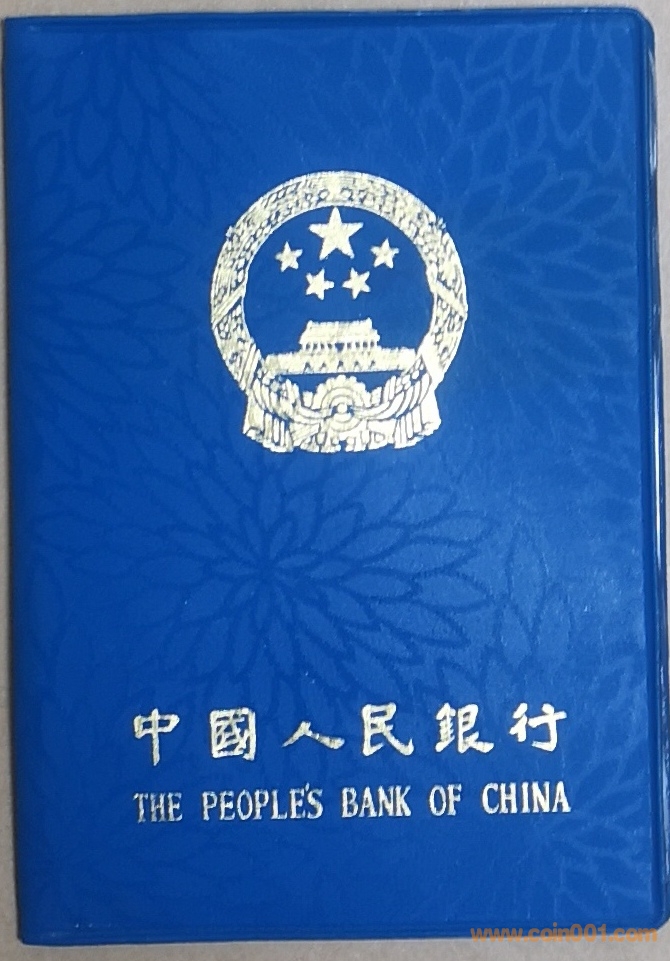 中國人民銀行
THE PEOPLE'S BANK OF CHINA
www.coin001.com